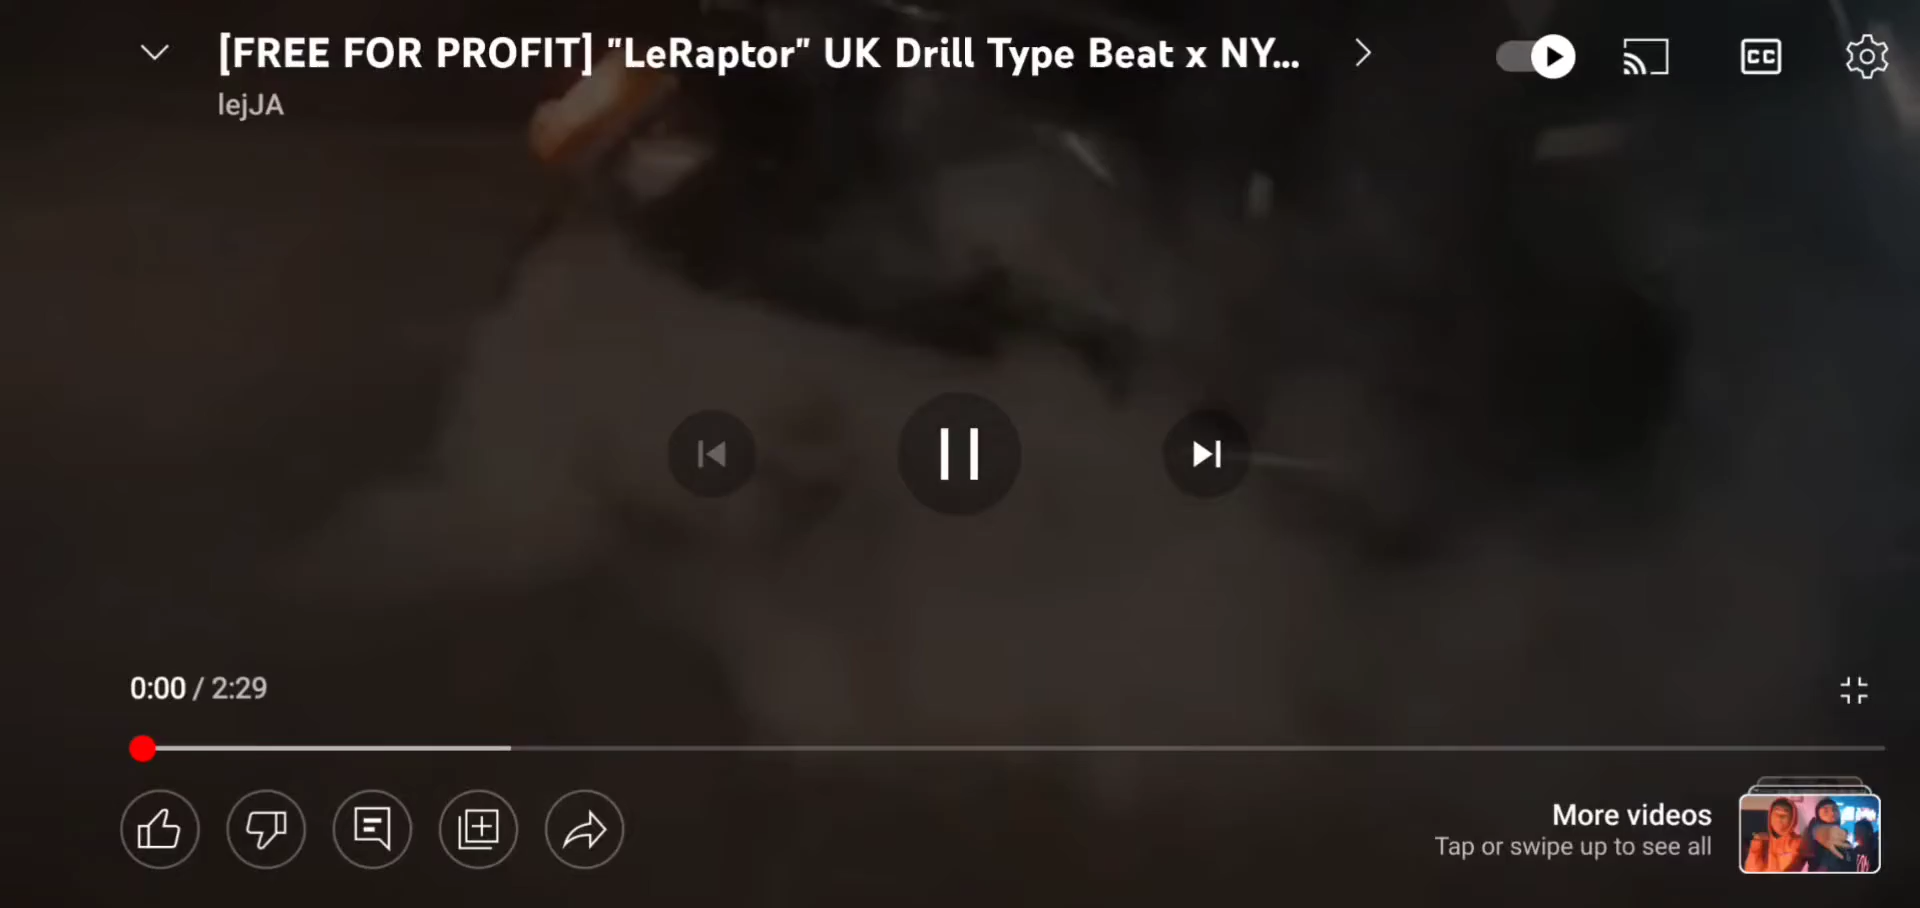 [FREE FOR PROFIT] "LeRaptor" UK Drill Type Beat x NY...
lejJA
CC
0:00 / 2:29
More videos
Tap or swipe up to see all